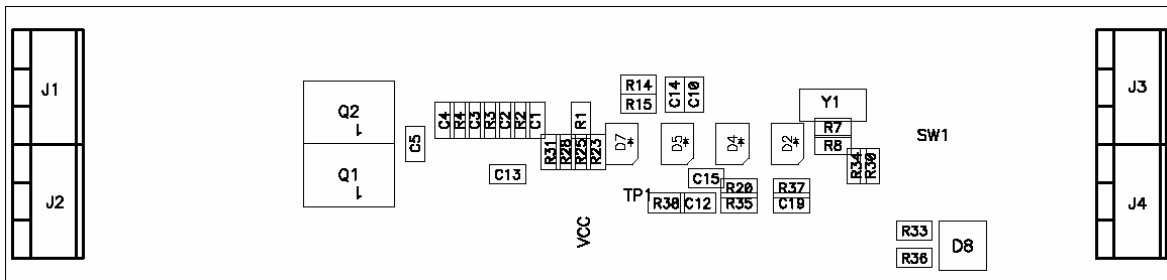 J1
J2
Q2
1
Q1
1
C5
C4
R4
C3
R3
C2
R2
C1
C13
R1
R31
R28
R25
R23
VCC
R14
R15
C14
C10
D7*
D5*
D4*
D2*
TP1
R38
C12
C15
R20
R35
R37
C19
Y1
R7
R8
R34
R30
SW1
R33
R36
D8
J3
J4